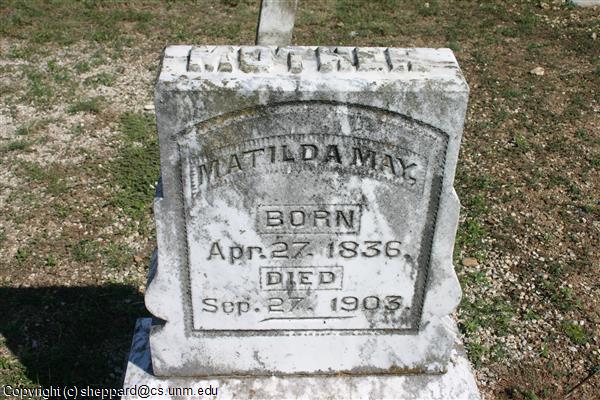 MOTHER
MATILDA MAY,
BORN
Apr. 27. 1836.
DIED
Sep. 27. 1903.
Copyright (c) sheppard@cs.unm.edu